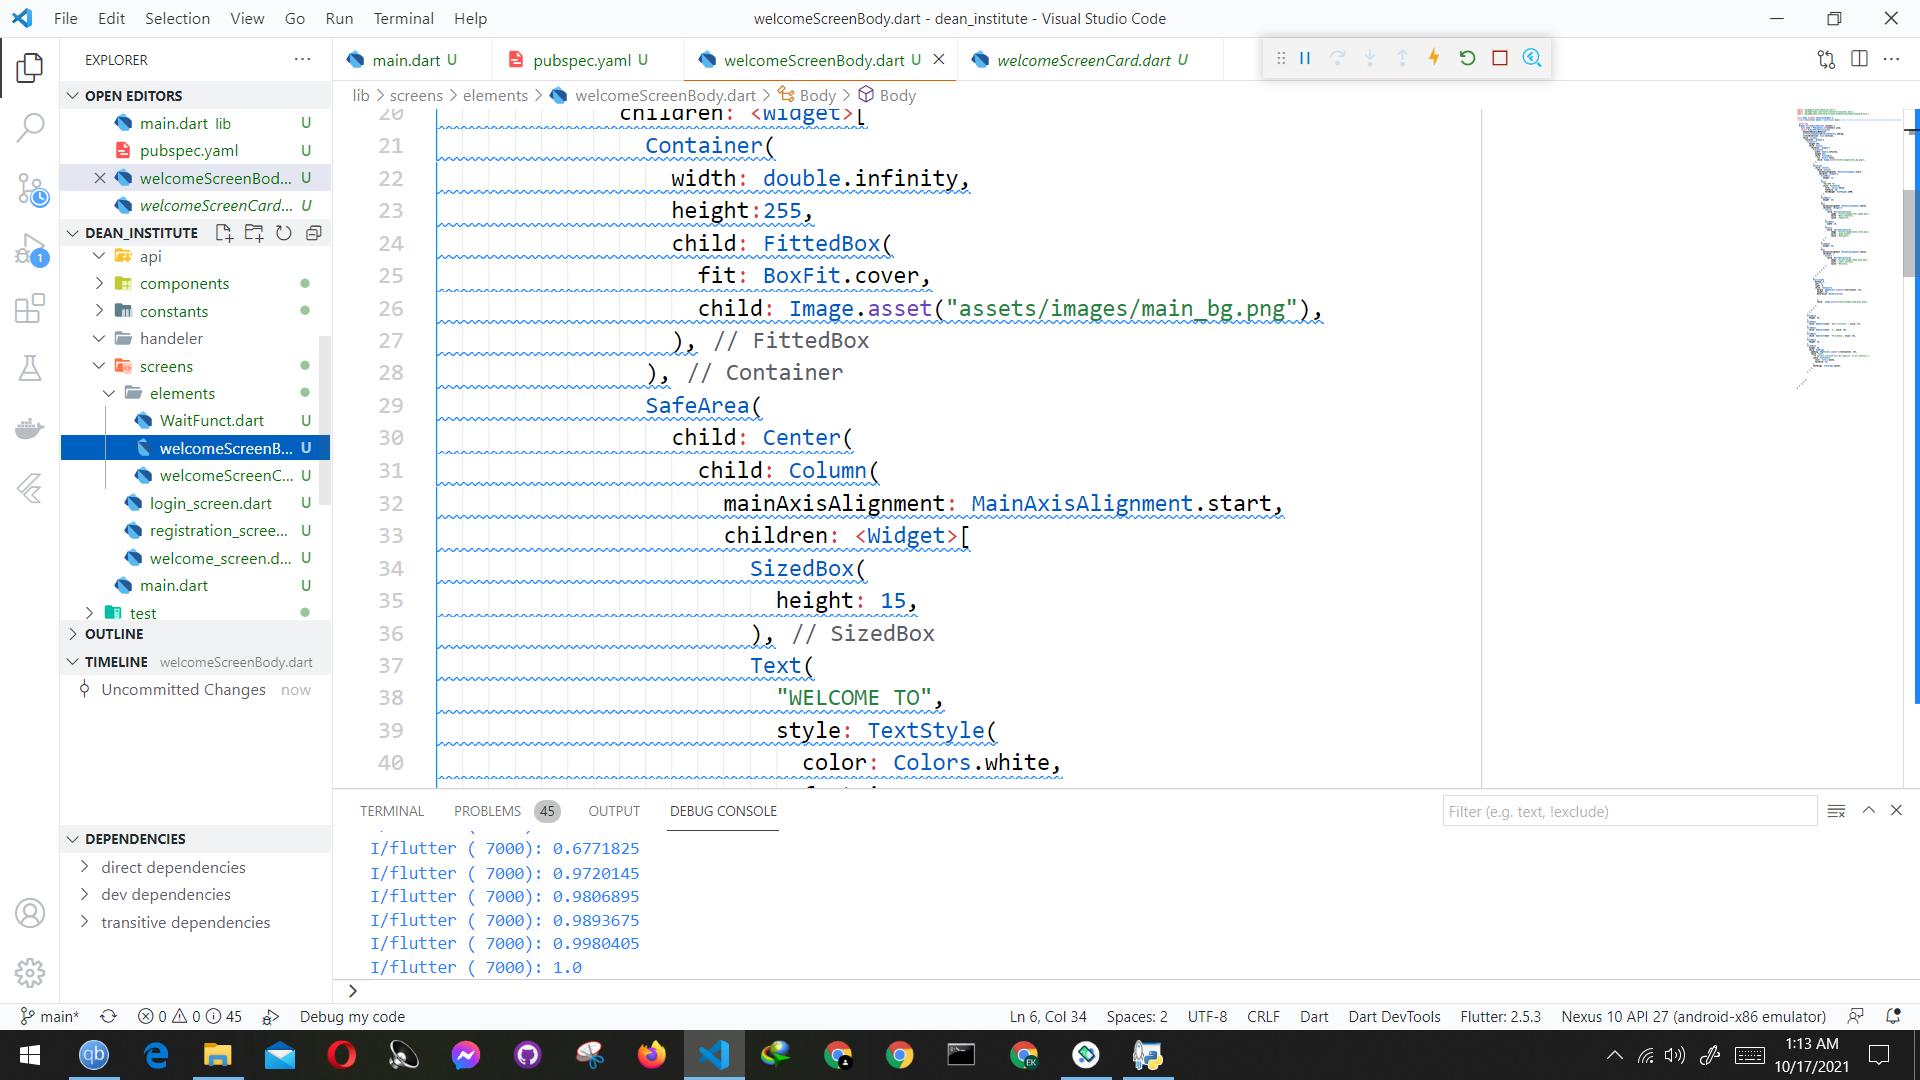 File Edit Selection View Go Run Terminal Help
welcomeScreenBody.dart - dean_institute - Visual Studio Code
EXPLORER
main.dart U
pubspec.yaml U
welcomeScreenBody.dart U
welcomeScreenCard.dart U
OPEN EDITORS
main.dart lib U
pubspec.yaml U
welcomeScreenBod... U
welcomeScreenCard... U
DEAN_INSTITUTE
api
components
constants
handeler
screens
elements
WaitFunct.dart U
welcomeScreenB... U
welcomeScreenC... U
login_screen.dart U
registration_scree... U
welcome_screen.d... U
main.dart U
test
OUTLINE
TIMELINE welcomeScreenBody.dart
Uncommitted Changes now
DEPENDENCIES
direct dependencies
dev dependencies
transitive dependencies
1
lib > screens > elements > welcomeScreenBody.dart > Body > Body
20 children: <Widget>[
21 Container(
22 width: double.infinity,
23 height:255,
24 child: FittedBox(
25 fit: BoxFit.cover,
26 child: Image.asset("assets/images/main_bg.png"),
27 ), // FittedBox
28 ), // Container
29 SafeArea(
30 child: Center(
31 child: Column(
32 mainAxisAlignment: MainAxisAlignment.start,
33 children: <Widget>[
34 SizedBox(
35 height: 15,
36 ), // SizedBox
37 Text(
38 "WELCOME TO",
39 style: TextStyle(
40 color: Colors.white,
TERMINAL PROBLEMS 45 OUTPUT DEBUG CONSOLE
Filter (e.g. text, !exclude)
I/flutter ( 7000): 0.6771825
I/flutter ( 7000): 0.9720145
I/flutter ( 7000): 0.9806895
I/flutter ( 7000): 0.9893675
I/flutter ( 7000): 0.9980405
I/flutter ( 7000): 1.0
main* 0 0 45 Debug my code
Ln 6, Col 34 Spaces: 2 UTF-8 CRLF Dart Dart DevTools Flutter: 2.5.3 Nexus 10 API 27 (android-x86 emulator)
qb
EK
1:13 AM
10/17/2021